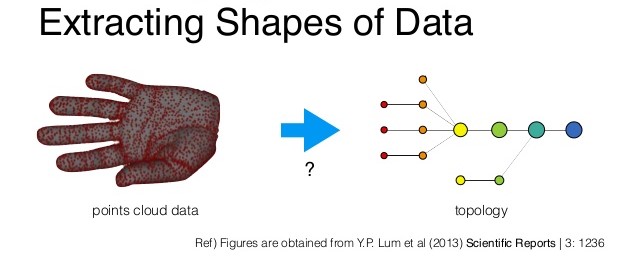 Extracting Shapes of Data
?
points cloud data
topology
Ref) Figures are obtained from Y.P. Lum et al (2013) Scientific Reports | 3: 1236